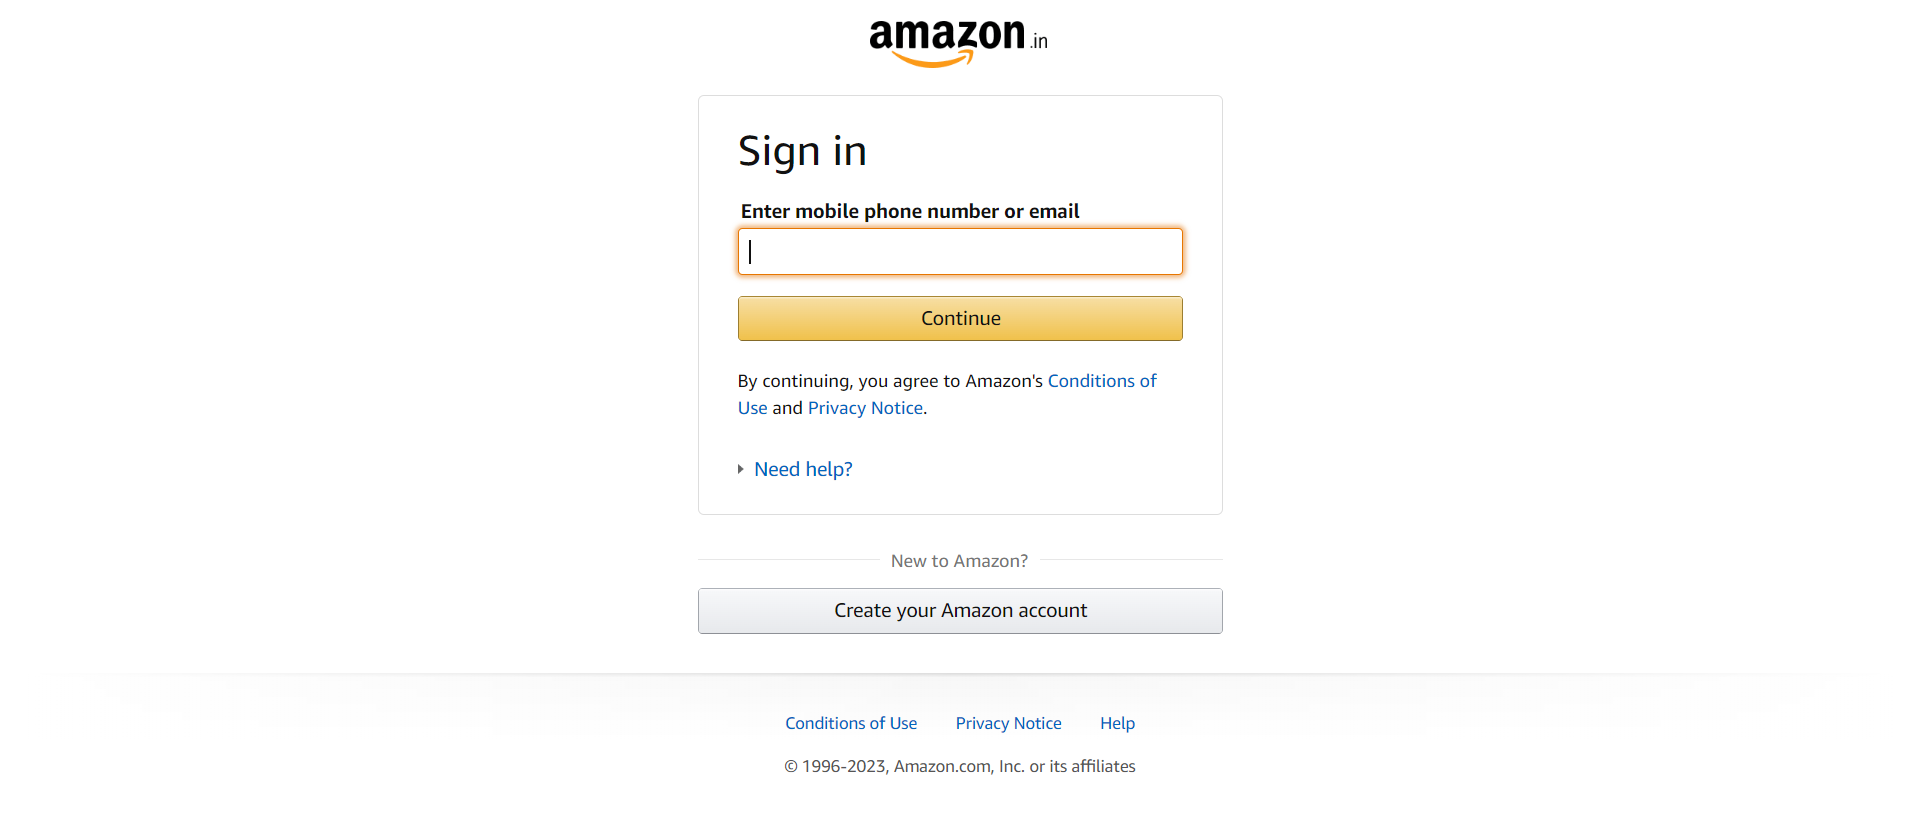 amazon.in
Sign in
Enter mobile phone number or email
Continue
By continuing, you agree to Amazon's Conditions of
Use and Privacy Notice.
Need help?
New to Amazon?
Create your Amazon account
Conditions of Use Privacy Notice Help
© 1996-2023, Amazon.com, Inc. or its affiliates